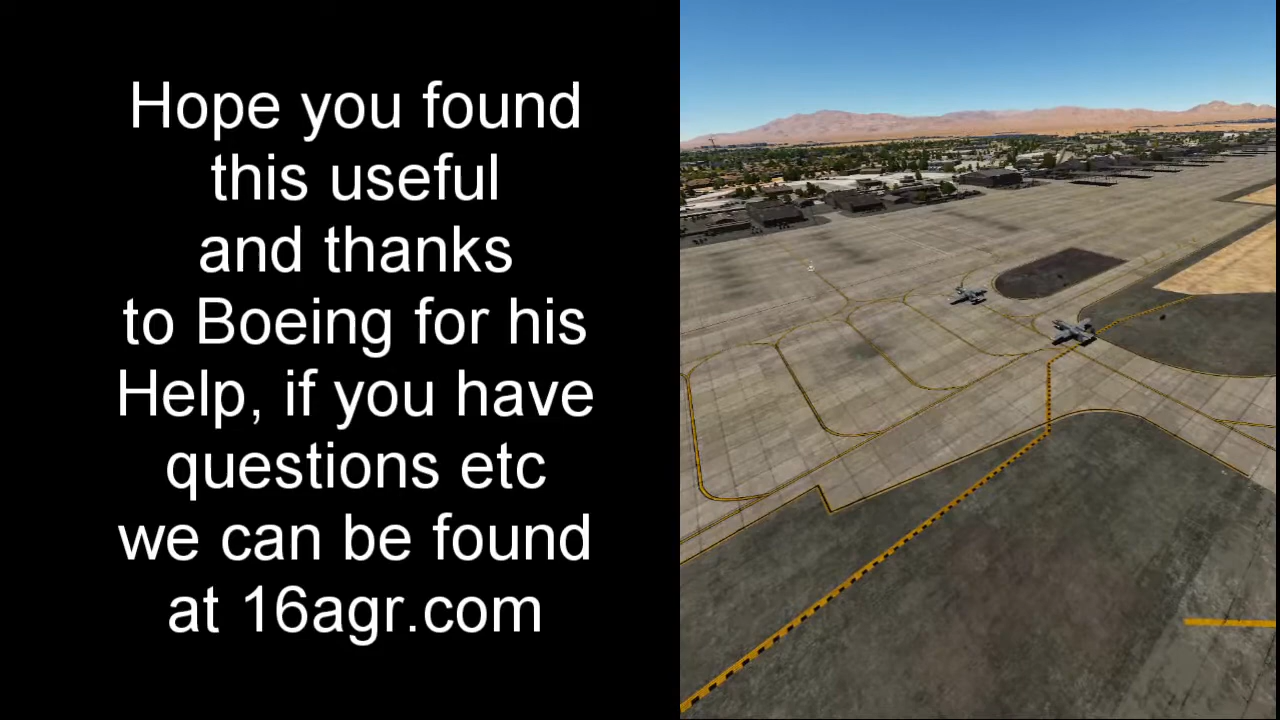 Hope you found
this useful
and thanks
to Boeing for his
Help, if you have
questions etc
we can be found
at 16agr.com